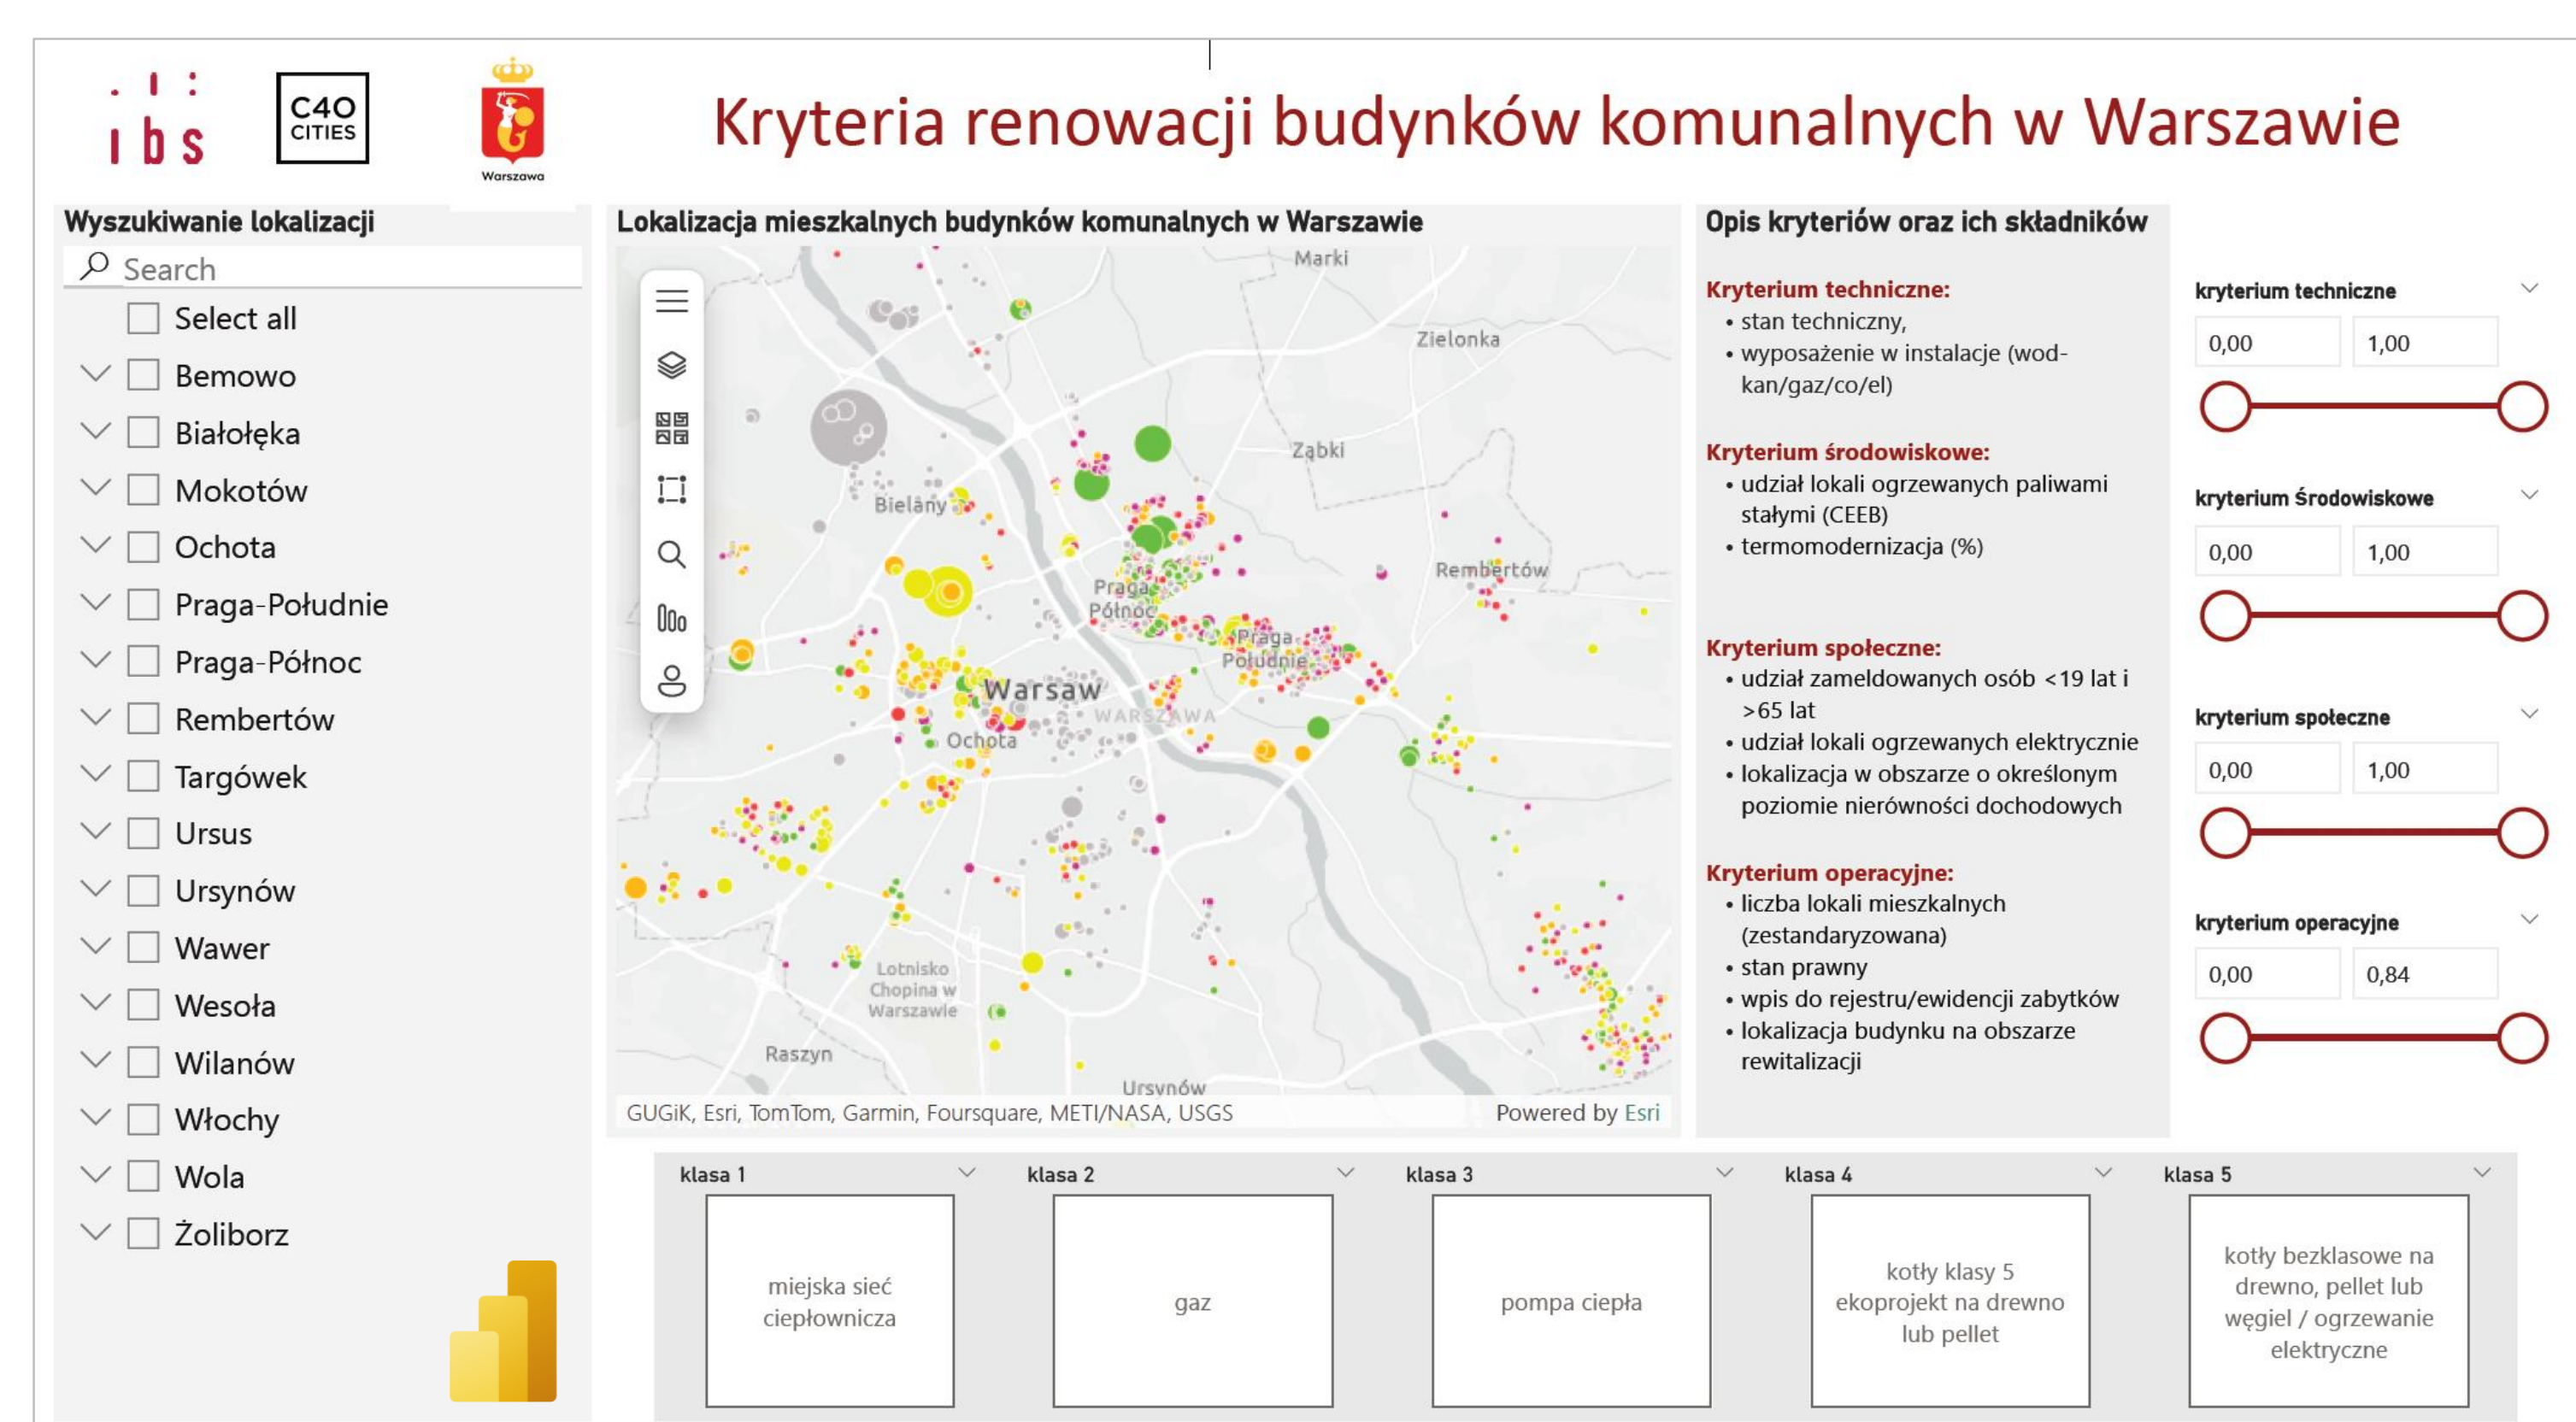 ibs
C40
CITIES
Warszawa
Kryteria renowacji budynków komunalnych w Warszawie
Wyszukiwanie lokalizacji
Search
Select all
Bemowo
Białołęka
Mokotów
Ochota
Praga-Południe
Praga-Północ
Rembertów
Targówek
Ursus
Ursynów
Wawer
Wesoła
Wilanów
Włochy
Wola
Żoliborz
Lokalizacja mieszkalnych budynków komunalnych w Warszawie
Marki
Zielonka
Ząbki
Bielany
Rembertów
Praga
Północ
Praga
Południe
Warsaw
WARSZAWA
Ochota
Lotnisko
Chopina w
Warszawie
Raszyn
Ursynów
GUGiK, Esri, TomTom, Garmin, Foursquare, METI/NASA, USGS
Powered by Esri
Opis kryteriów oraz ich składników
Kryterium techniczne:
• stan techniczny,
• wyposażenie w instalacje (wod-
kan/gaz/co/el)
Kryterium środowiskowe:
• udział lokali ogrzewanych paliwami
stałymi (CEEB)
• termomodernizacja (%)
Kryterium społeczne:
• udział zameldowanych osób <19 lat i
>65 lat
• udział lokali ogrzewanych elektrycznie
• lokalizacja w obszarze o określonym
poziomie nierówności dochodowych
Kryterium operacyjne:
• liczba lokali mieszkalnych
(zestandaryzowana)
• stan prawny
• wpis do rejestru/ewidencji zabytków
• lokalizacja budynku na obszarze
rewitalizacji
kryterium techniczne
0,00 1,00
kryterium środowiskowe
0,00 1,00
kryterium społeczne
0,00 1,00
kryterium operacyjne
0,00 0,84
klasa 1
miejska sieć
ciepłownicza
klasa 2
gaz
klasa 3
pompa ciepła
klasa 4
kotły klasy 5
ekoprojekt na drewno
lub pellet
klasa 5
kotły bezklasowe na
drewno, pellet lub
węgiel / ogrzewanie
elektryczne